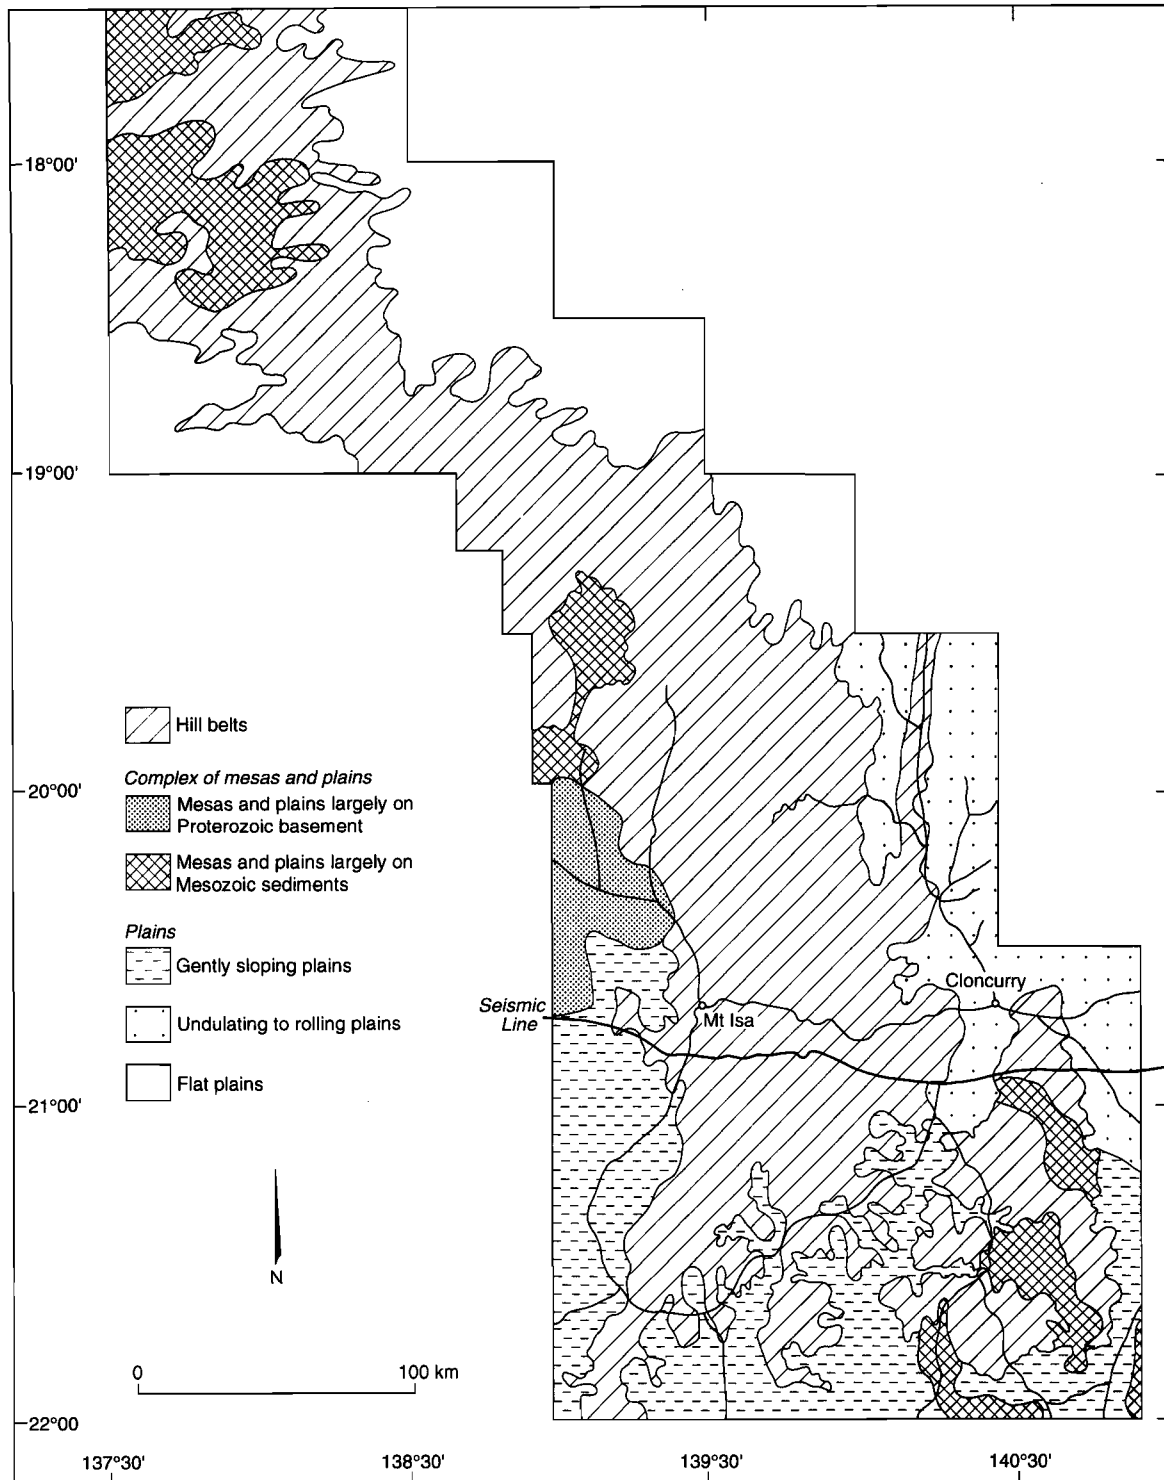 18°00'
19°00'
Hill belts
Complex of mesas and plains
Mesas and plains largely on
Proterozoic basement
Mesas and plains largely on
Mesozoic sediments
Plains
Gently sloping plains
Undulating to rolling plains
Flat plains
20°00'
Cloncurry
Seismic
Line
Mt Isa
21°00'
N
0 100 km
22°00
137°30' 138°30' 139°30' 140°30'